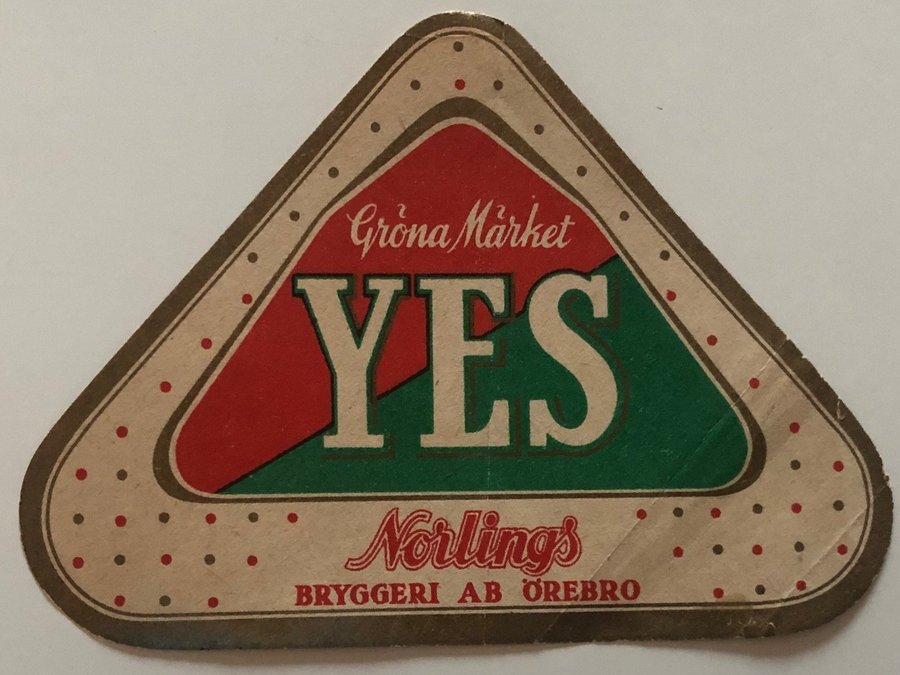 Gröna Märket
YES
Norlings
BRYGGERI AB ÖREBRO